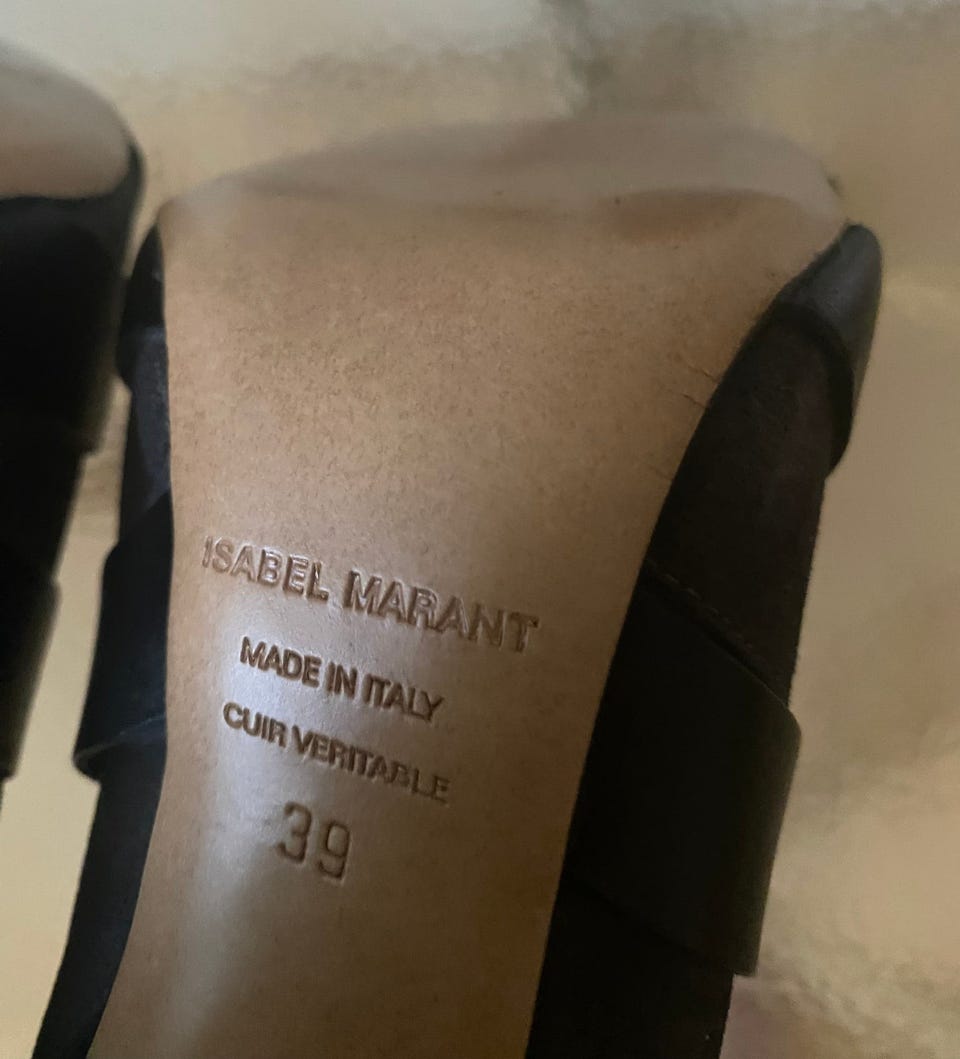 ISABEL MARANT
MADE IN ITALY
CUIR VERITABLE
39